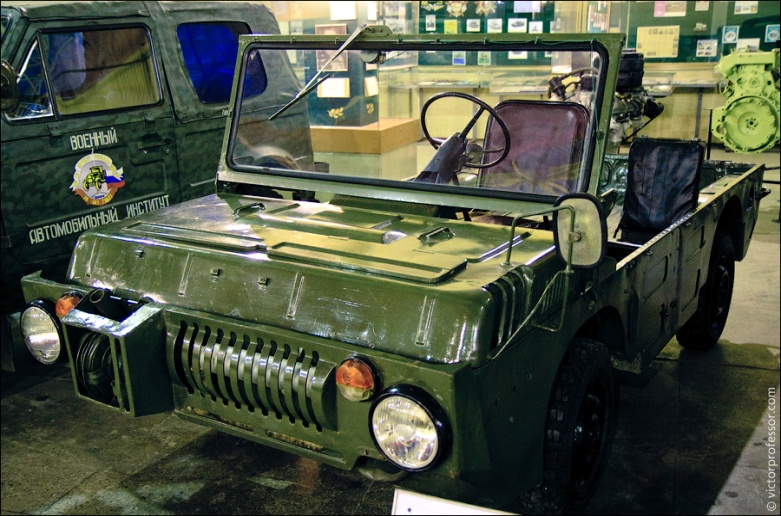 ВОЕННЫЙ
АВТОМОБИЛЬНЫЙ ИНСТИТУТ
© victorprofessor.com